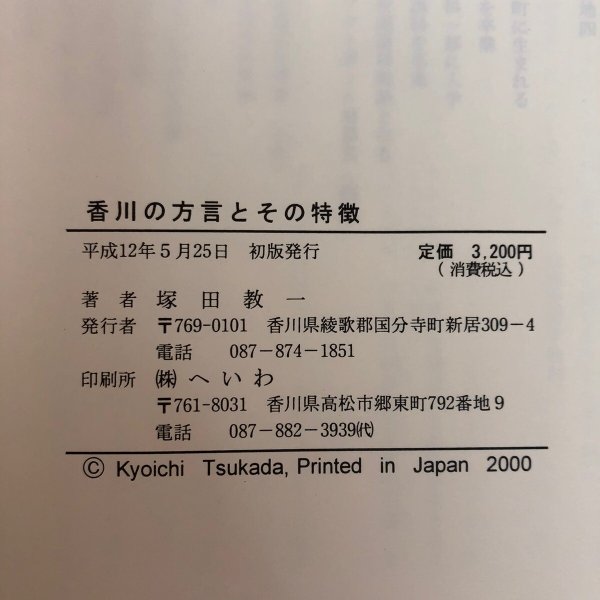 香川の方言とその特徴
平成12年5月25日　初版発行　定価　3,200円
（消費税込）
著　者　塚　田　教　一
発行者　〒769-0101　香川県綾歌郡国分寺町新居309-4
電話　087-874-1851
印刷所　㈱　へ　い　わ
〒761-8031　香川県高松市郷東町792番地9
電話　087-882-3939㈹
© Kyoichi Tsukada, Printed in Japan 2000